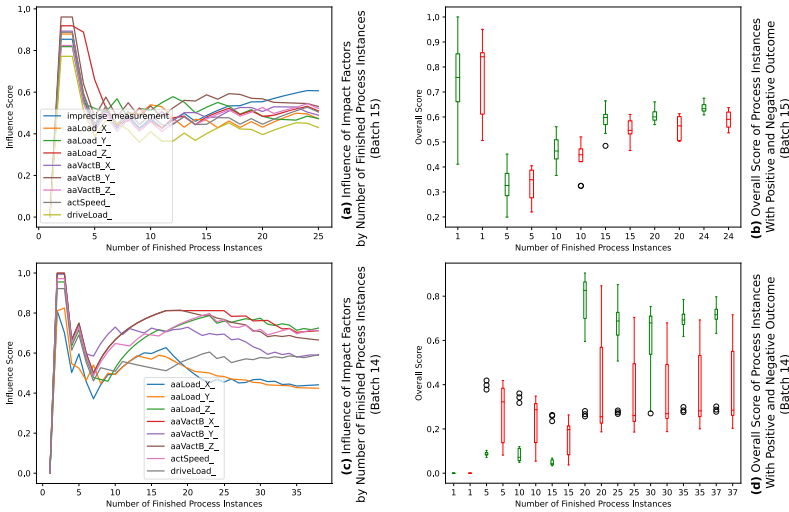 1,0
0,8
0,6
0,4
0,2
0,0
Influence Score
imprecise_measurement
aaLoad_X_
aaLoad_Y_
aaLoad_Z_
aaVactB_X_
aaVactB_Y_
aaVactB_Z_
actSpeed_
driveLoad_
0 5 10 15 20 25
Number of Finished Process Instances
(a) Influence of Impact Factors
by Number of Finished Process Instances
(Batch 15)
1,0
0,9
0,8
0,7
0,6
0,5
0,4
0,3
0,2
Overall Score
1 1 5 5 10 10 15 15 20 20 24 24
Number of Finished Process Instances
(b) Overall Score of Process Instances
With Positive and Negative Outcome
(Batch 15)
1,0
0,8
0,6
0,4
0,2
0,0
Influence Score
aaLoad_X_
aaLoad_Y_
aaLoad_Z_
aaVactB_X_
aaVactB_Y_
aaVactB_Z_
actSpeed_
driveLoad_
0 5 10 15 20 25 30 35
Number of Finished Process Instances
(c) Influence of Impact Factors
by Number of Finished Process Instances
(Batch 14)
0,8
0,6
0,4
0,2
0,0
Overall Score
1 1 5 5 10 10 15 15 20 20 25 25 30 30 35 35 37 37
Number of Finished Process Instances
(d) Overall Score of Process Instances
With Positive and Negative Outcome
(Batch 14)